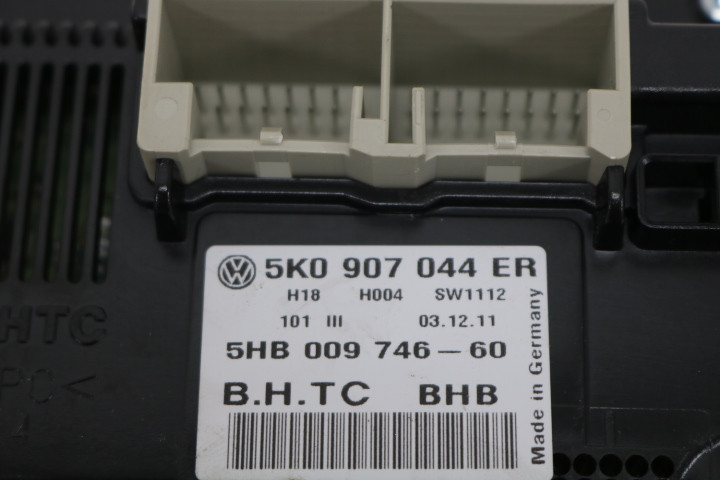 5K0 907 044 ER
H18 H004 SW1112
101 III 03.12.11
5HB 009 746-60
B.H.TC BHB
Made in Germany
HTC
PC<